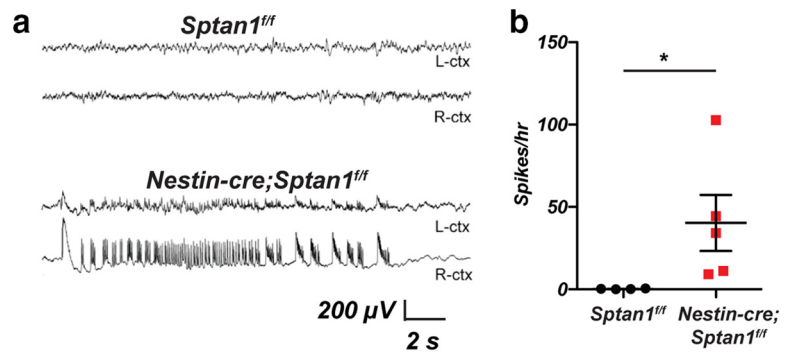 a
Sptan1f/f
L-ctx
R-ctx
Nestin-cre;Sptan1f/f
L-ctx
R-ctx
200 µV
2 s
b
150
100
50
0
Spikes/hr
*
Sptan1f/f
Nestin-cre;
Sptan1f/f